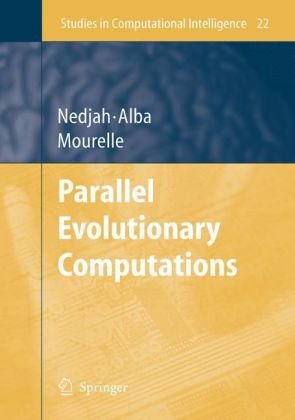 Studies in Computational Intelligence 22
Nedjah·Alba
Mourelle
Parallel
Evolutionary
Computations
Springer